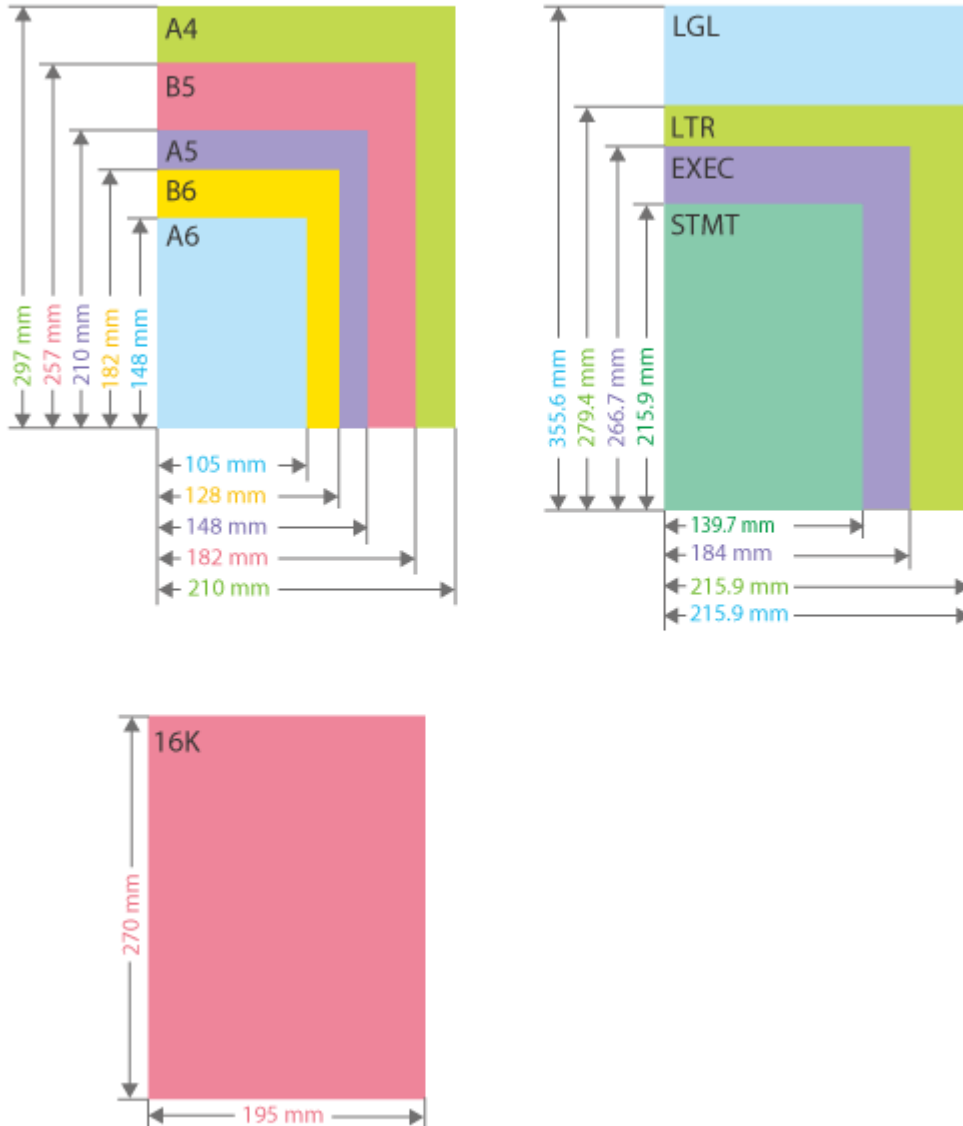 A4
B5
A5
B6
A6
297 mm
257 mm
210 mm
182 mm
148 mm
105 mm
128 mm
148 mm
182 mm
210 mm
LGL
LTR
EXEC
STMT
355.6 mm
279.4 mm
266.7 mm
215.9 mm
139.7 mm
184 mm
215.9 mm
215.9 mm
16K
270 mm
195 mm